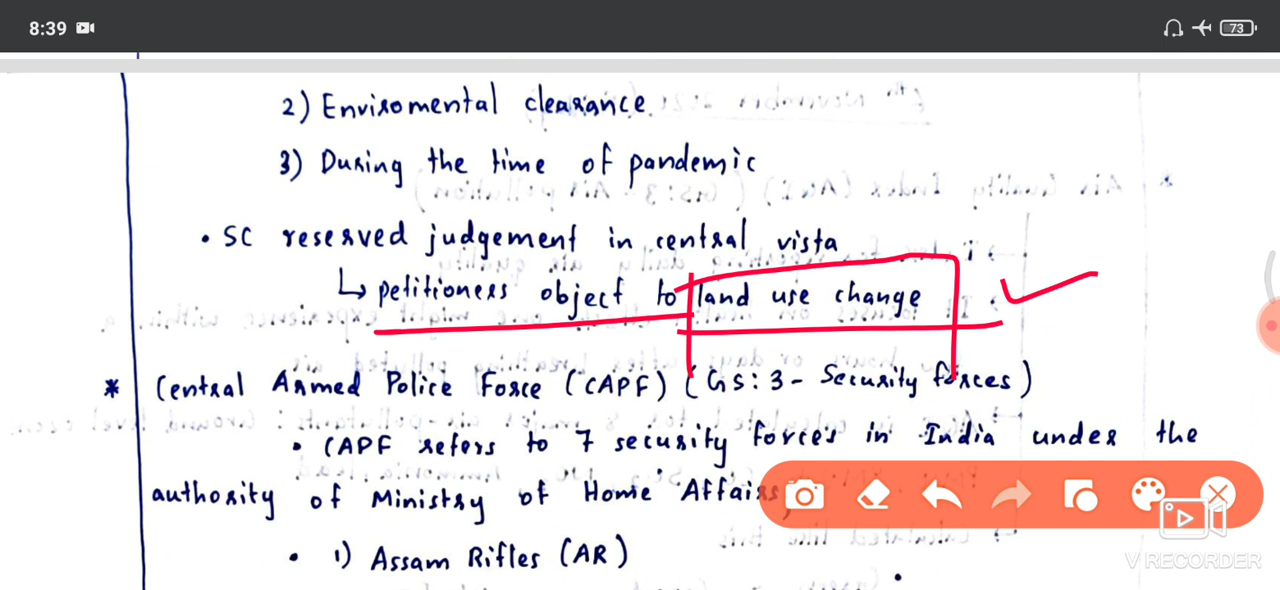 8:39
73
2) Enviromental clearance.
3) During the time of pandemic
• SC reserved judgement in central vista
↳ petitioners object to land use change
* Central Armed Police Force (CAPF) (GS: 3 - Security forces)
• CAPF refers to 7 security forces in India under the
authority of Ministry of Home Affairs,
• 1) Assam Rifles (AR)
V RECORDER